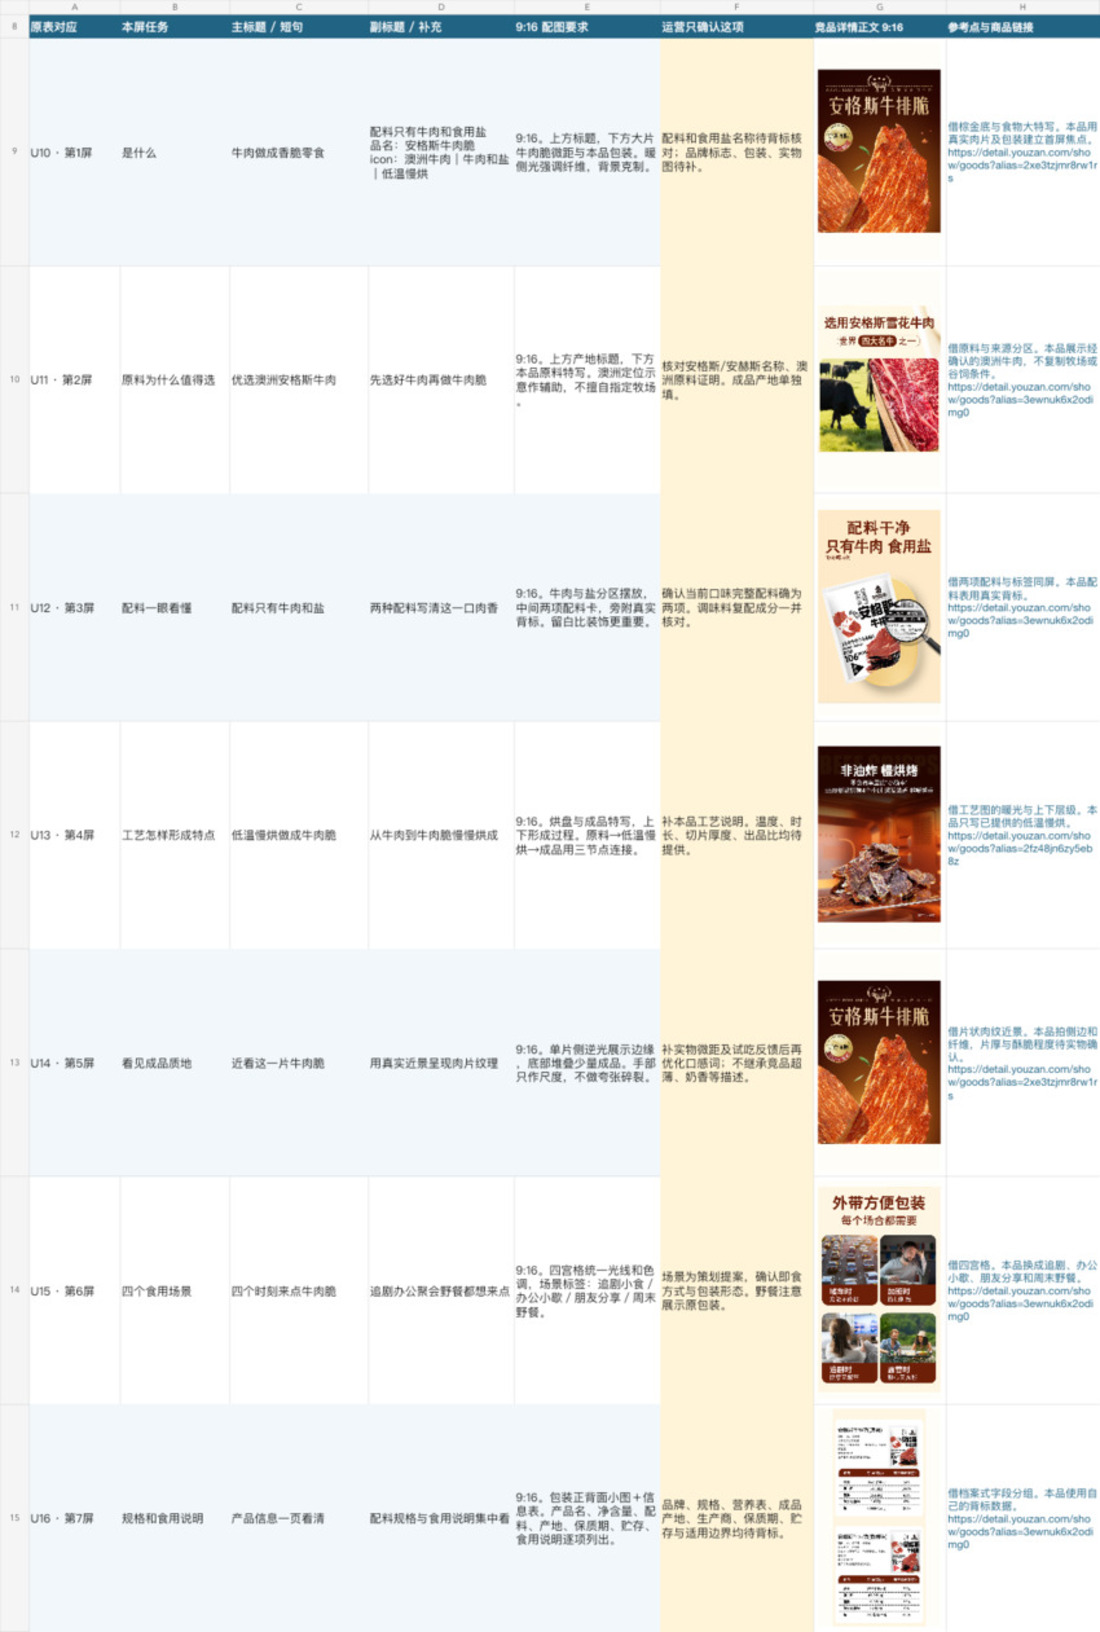 A B C D E F G H
8 原表对应 本屏任务 主标题 / 短句 副标题 / 补充 9:16 配图要求 运营只确认这项 竞品详情正文 9:16 参考点与商品链接
9
U10 · 第1屏
是什么
牛肉做成香脆零食
配料只有牛肉和食用盐
品名：安格斯牛肉脆
icon：澳洲牛肉 | 牛肉和盐
| 低温慢烘
9:16。上方标题，下方大片
牛肉脆微距与本品包装。暖
侧光强调纤维，背景克制。
配料和食用盐名称待背标核
对；品牌标志、包装、实物
图待补。
安格斯牛排脆
借棕金底与食物大特写。本品用
真实肉片及包装建立首屏焦点。
https://detail.youzan.com/sho
w/goods?alias=2xe3tzjmr8rw1r
s
10
U11 · 第2屏
原料为什么值得选
优选澳洲安格斯牛肉
先选好牛肉再做牛肉脆
9:16。上方产地标题，下方
本品原料特写。澳洲定位示
意作辅助，不擅自指定牧场
。
核对安格斯/安赫斯名称、澳
洲原料证明。成品产地单独
填。
选用安格斯雪花牛肉
世界 四大名牛 之一
借原料与来源分区。本品展示经
确认的澳洲牛肉，不复制牧场或
谷饲条件。
https://detail.youzan.com/sho
w/goods?alias=3ewnuk6x2odi
mg0
11
U12 · 第3屏
配料一眼看懂
配料只有牛肉和盐
两种配料写清这一口肉香
9:16。牛肉与盐分区摆放，
中间两项配料卡，旁附真实
背标。留白比装饰更重要。
确认当前口味完整配料确为
两项。调味料复配成分一并
核对。
配料干净
只有牛肉 食用盐
借两项配料与标签同屏。本品配
料表用真实背标。
https://detail.youzan.com/sho
w/goods?alias=3ewnuk6x2odi
mg0
12
U13 · 第4屏
工艺怎样形成特点
低温慢烘做成牛肉脆
从牛肉到牛肉脆慢慢烘成
9:16。烘盘与成品特写，上
下形成过程。原料→低温慢
烘→成品用三节点连接。
补本品工艺说明。温度、时
长、切片厚度、出品比均待
提供。
非油炸 慢烘烤
借工艺图的暖光与上下层级。本
品只写已提供的低温慢烘。
https://detail.youzan.com/sho
w/goods?alias=2fz48jn6zy5eb
8z
13
U14 · 第5屏
看见成品质地
近看这一片牛肉脆
用真实近景呈现肉片纹理
9:16。单片侧逆光展示边缘
，底部堆叠少量成品。手部
只作尺度，不做夸张碎裂。
补实物微距及试吃反馈后再
优化口感词；不继承竞品超
薄、奶香等描述。
安格斯牛排脆
借片状肉纹近景。本品拍侧边和
纤维，片厚与酥脆程度待实物确
认。
https://detail.youzan.com/sho
w/goods?alias=2xe3tzjmr8rw1r
s
14
U15 · 第6屏
四个食用场景
四个时刻来点牛肉脆
追剧办公聚会野餐都想来点
9:16。四宫格统一光线和色
调，场景标签：追剧小食 /
办公小歇 / 朋友分享 / 周末
野餐。
场景为策划提案，确认即食
方式与包装形态。野餐注意
展示原包装。
外带方便包装
每个场合都需要
借四宫格。本品换成追剧、办公
小歇、朋友分享和周末野餐。
https://detail.youzan.com/sho
w/goods?alias=3ewnuk6x2odi
mg0
15
U16 · 第7屏
规格和食用说明
产品信息一页看清
配料规格与食用说明集中看
9:16。包装正背面小图＋信
息表。产品名、净含量、配
料、产地、保质期、贮存、
食用说明逐项列出。
品牌、规格、营养表、成品
产地、生产商、保质期、贮
存与适用边界均待背标。
借档案式字段分组。本品使用自
己的背标数据。
https://detail.youzan.com/sho
w/goods?alias=3ewnuk6x2odi
mg0